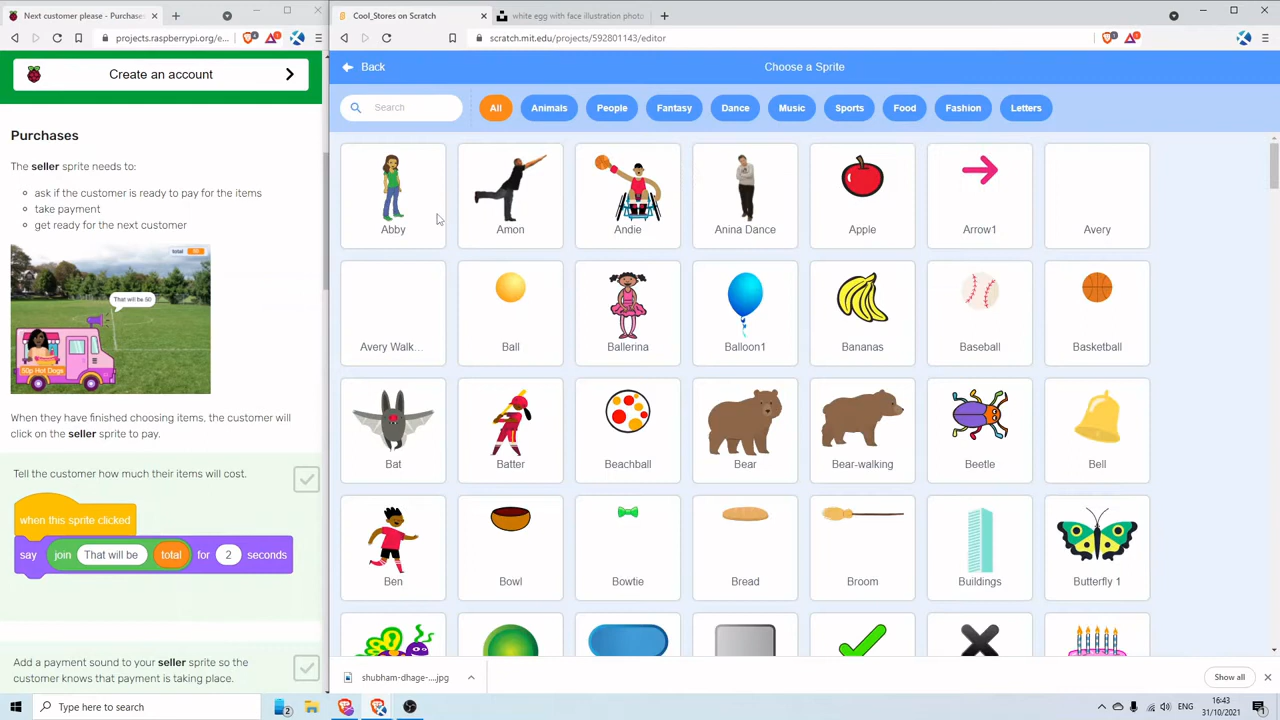 Next customer please - Purchase
Cool_Stores on Scratch
white egg with face illustration photo
projects.raspberrypi.org/e...
scratch.mit.edu/projects/592801143/editor
Create an account
Back
Choose a Sprite
Search
All
Animals
People
Fantasy
Dance
Music
Sports
Food
Fashion
Letters
Purchases
The seller sprite needs to:
ask if the customer is ready to pay for the items
take payment
get ready for the next customer
total
That will be 50
50p Hot Dogs
When they have finished choosing items, the customer will
click on the seller sprite to pay.
Tell the customer how much their items will cost.
when this sprite clicked
say join That will be total for 2 seconds
Add a payment sound to your seller sprite so the
customer knows that payment is taking place.
Abby
Amon
Andie
Anina Dance
Apple
Arrow1
Avery
Avery Walk...
Ball
Ballerina
Balloon1
Bananas
Baseball
Basketball
Bat
Batter
Beachball
Bear
Bear-walking
Beetle
Bell
Ben
Bowl
Bowtie
Bread
Broom
Buildings
Butterfly 1
shubham-dhage-....jpg
Show all
Type here to search
2
ENG
16:43
31/10/2021